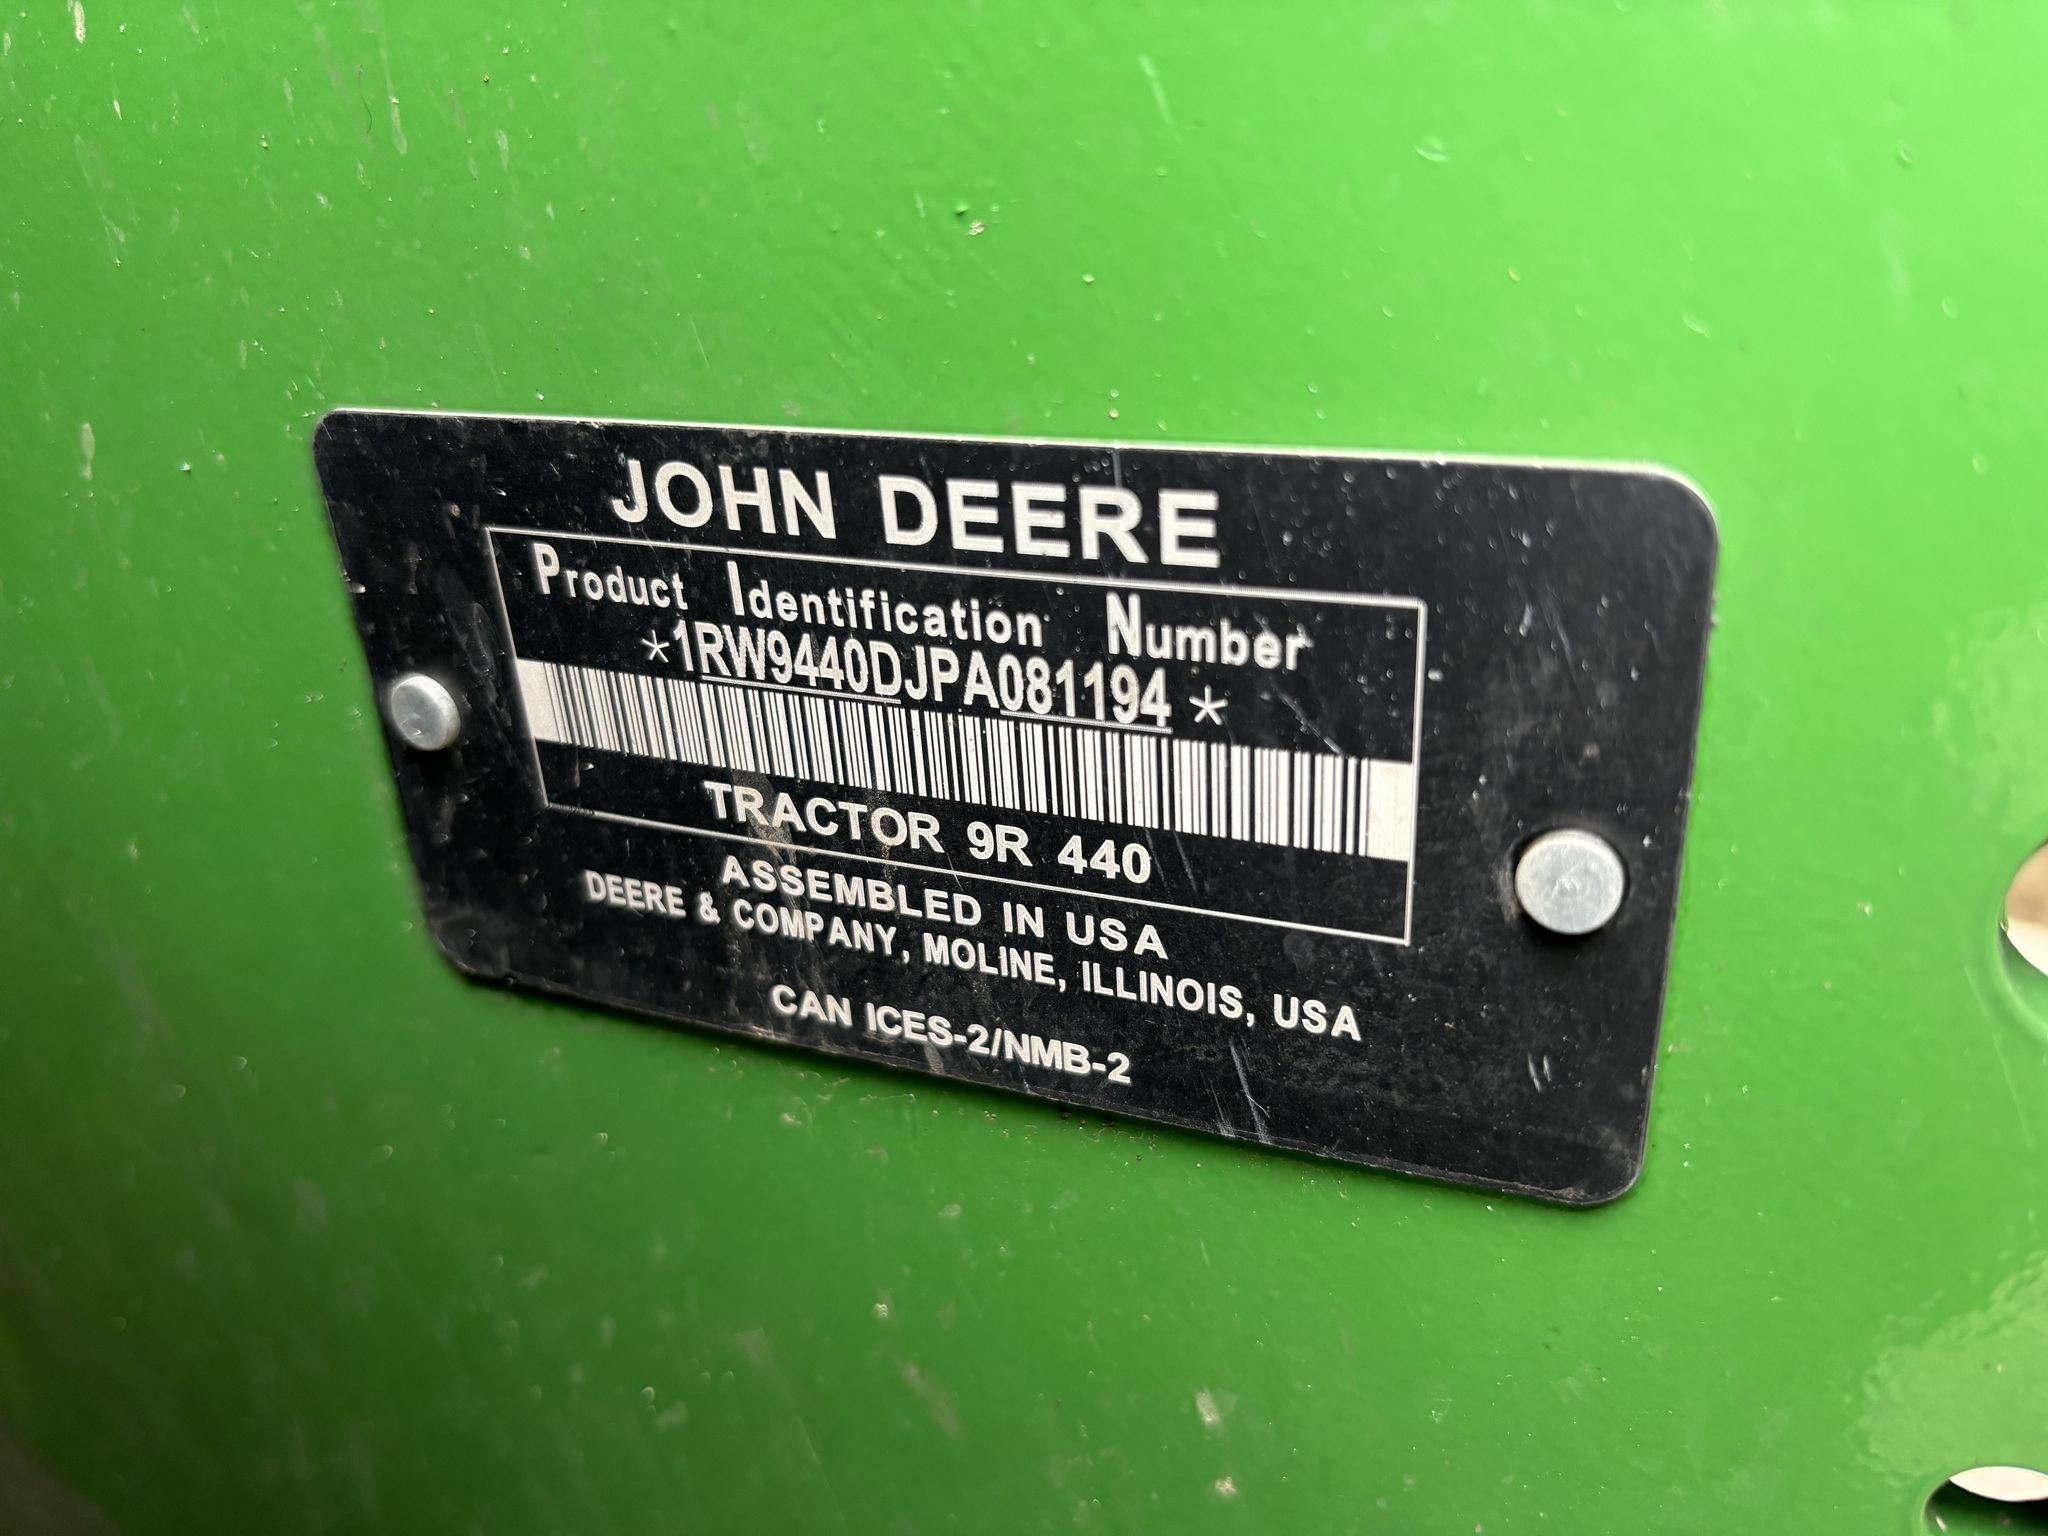 JOHN DEERE
Product Identification Number
*1RW9440DJPA081194*
TRACTOR 9R 440
ASSEMBLED IN USA
DEERE & COMPANY, MOLINE, ILLINOIS, USA
CAN ICES-2/NMB-2